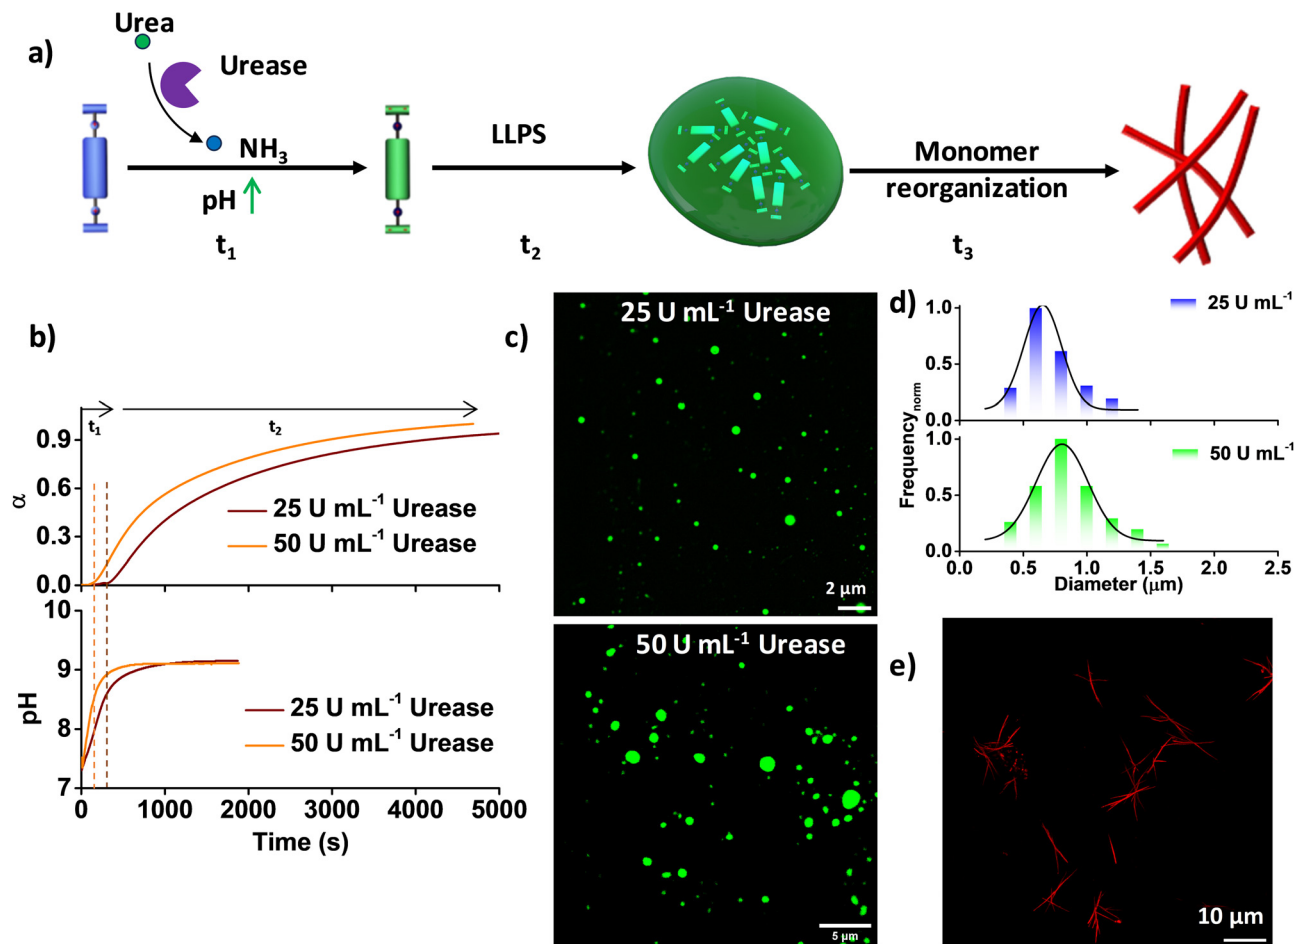 a)
Urea
Urease
NH3
pH
t1
LLPS
t2
Monomer
reorganization
t3
b)
t1
t2
0.9
0.6
0.3
0.0
α
25 U mL-1 Urease
50 U mL-1 Urease
10
9
8
7
pH
25 U mL-1 Urease
50 U mL-1 Urease
0
1000
2000
3000
4000
5000
Time (s)
c)
25 U mL-1 Urease
2 μm
50 U mL-1 Urease
5 μm
d)
25 U mL-1
1.0
0.5
0.0
50 U mL-1
1.0
0.5
0.0
Frequencynorm
0.0
0.5
1.0
1.5
2.0
2.5
Diameter (μm)
e)
10 μm